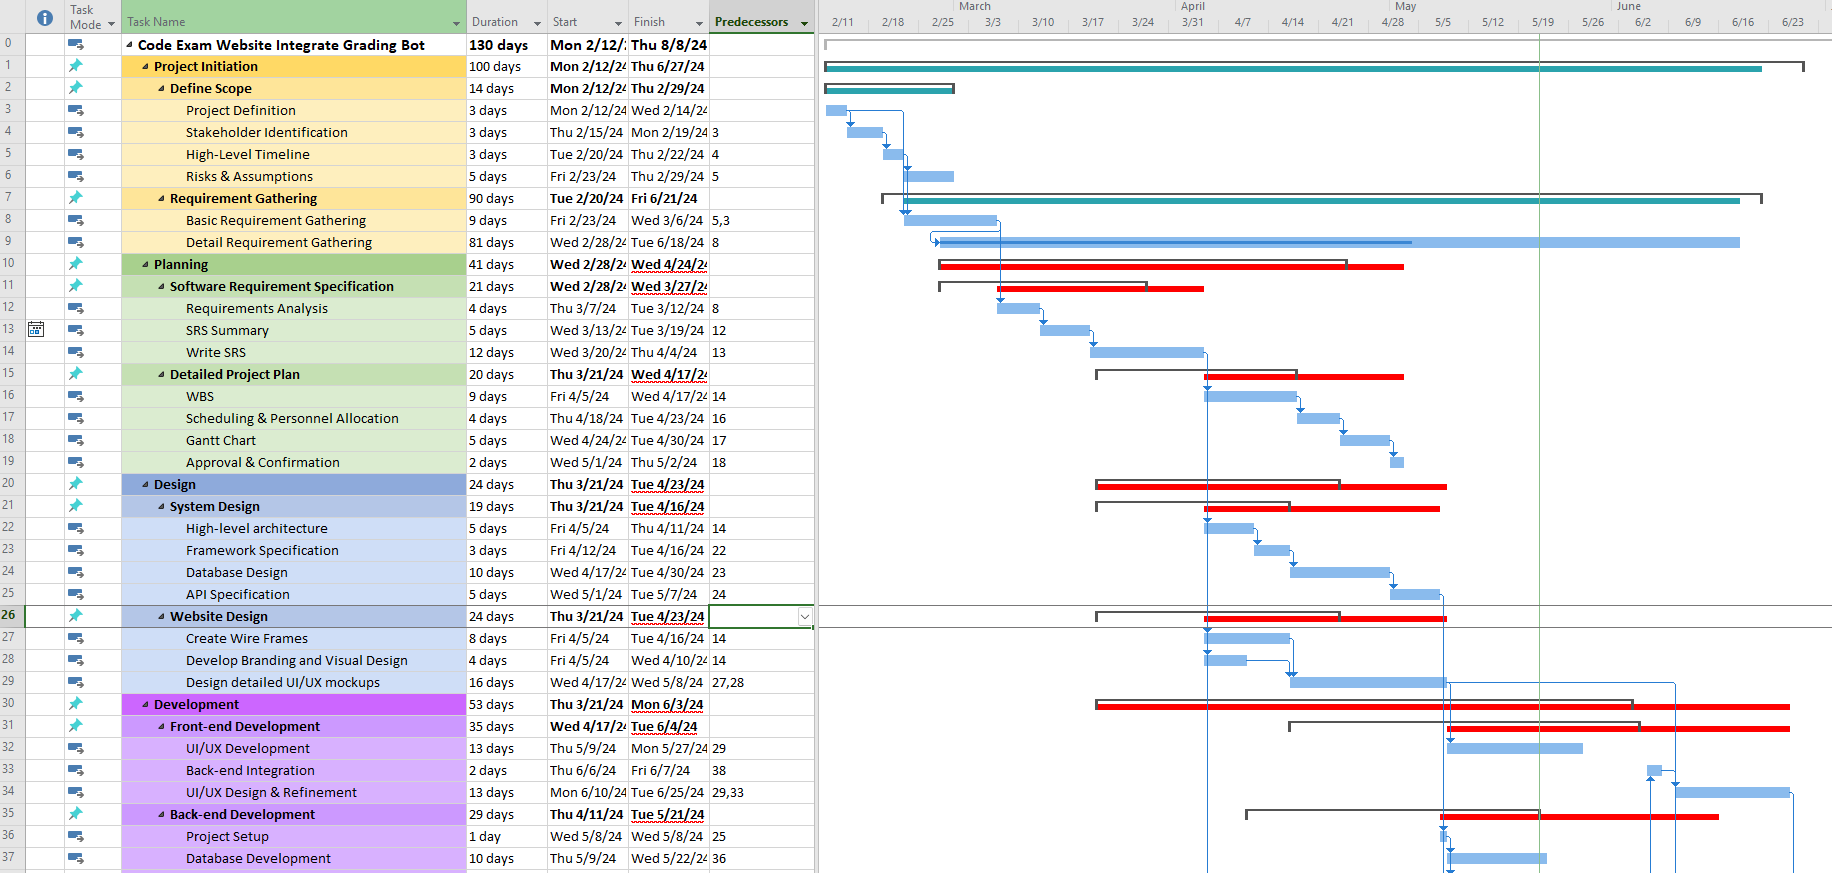 March April May June
Task Mode Task Name Duration Start Finish Predecessors 2/11 2/18 2/25 3/3 3/10 3/17 3/24 3/31 4/7 4/14 4/21 4/28 5/5 5/12 5/19 5/26 6/2 6/9 6/16 6/23
0 Code Exam Website Integrate Grading Bot 130 days Mon 2/12/ Thu 8/8/24
1 Project Initiation 100 days Mon 2/12/24 Thu 6/27/24
2 Define Scope 14 days Mon 2/12/24 Thu 2/29/24
3 Project Definition 3 days Mon 2/12/24 Wed 2/14/24
4 Stakeholder Identification 3 days Thu 2/15/24 Mon 2/19/24 3
5 High-Level Timeline 3 days Tue 2/20/24 Thu 2/22/24 4
6 Risks & Assumptions 5 days Fri 2/23/24 Thu 2/29/24 5
7 Requirement Gathering 90 days Tue 2/20/24 Fri 6/21/24
8 Basic Requirement Gathering 9 days Fri 2/23/24 Wed 3/6/24 5,3
9 Detail Requirement Gathering 81 days Wed 2/28/24 Tue 6/18/24 8
10 Planning 41 days Wed 2/28/24 Wed 4/24/24
11 Software Requirement Specification 21 days Wed 2/28/24 Wed 3/27/24
12 Requirements Analysis 4 days Thu 3/7/24 Tue 3/12/24 8
13 SRS Summary 5 days Wed 3/13/24 Tue 3/19/24 12
14 Write SRS 12 days Wed 3/20/24 Thu 4/4/24 13
15 Detailed Project Plan 20 days Thu 3/21/24 Wed 4/17/24
16 WBS 9 days Fri 4/5/24 Wed 4/17/24 14
17 Scheduling & Personnel Allocation 4 days Thu 4/18/24 Tue 4/23/24 16
18 Gantt Chart 5 days Wed 4/24/24 Tue 4/30/24 17
19 Approval & Confirmation 2 days Wed 5/1/24 Thu 5/2/24 18
20 Design 24 days Thu 3/21/24 Tue 4/23/24
21 System Design 19 days Thu 3/21/24 Tue 4/16/24
22 High-level architecture 5 days Fri 4/5/24 Thu 4/11/24 14
23 Framework Specification 3 days Fri 4/12/24 Tue 4/16/24 22
24 Database Design 10 days Wed 4/17/24 Tue 4/30/24 23
25 API Specification 5 days Wed 5/1/24 Tue 5/7/24 24
26 Website Design 24 days Thu 3/21/24 Tue 4/23/24
27 Create Wire Frames 8 days Fri 4/5/24 Tue 4/16/24 14
28 Develop Branding and Visual Design 4 days Fri 4/5/24 Wed 4/10/24 14
29 Design detailed UI/UX mockups 16 days Wed 4/17/24 Wed 5/8/24 27,28
30 Development 53 days Thu 3/21/24 Mon 6/3/24
31 Front-end Development 35 days Wed 4/17/24 Tue 6/4/24
32 UI/UX Development 13 days Thu 5/9/24 Mon 5/27/24 29
33 Back-end Integration 2 days Thu 6/6/24 Fri 6/7/24 38
34 UI/UX Design & Refinement 13 days Mon 6/10/24 Tue 6/25/24 29,33
35 Back-end Development 29 days Thu 4/11/24 Tue 5/21/24
36 Project Setup 1 day Wed 5/8/24 Wed 5/8/24 25
37 Database Development 10 days Thu 5/9/24 Wed 5/22/24 36